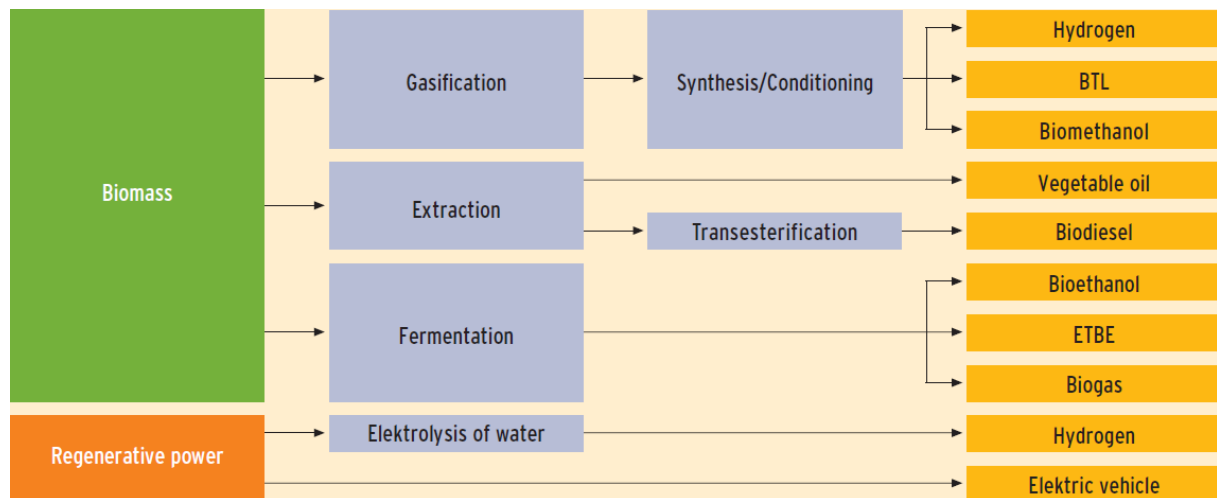 Biomass
Gasification
Synthesis/Conditioning
Hydrogen
BTL
Biomethanol
Extraction
Vegetable oil
Transesterification
Biodiesel
Fermentation
Bioethanol
ETBE
Biogas
Regenerative power
Elektrolysis of water
Hydrogen
Elektric vehicle